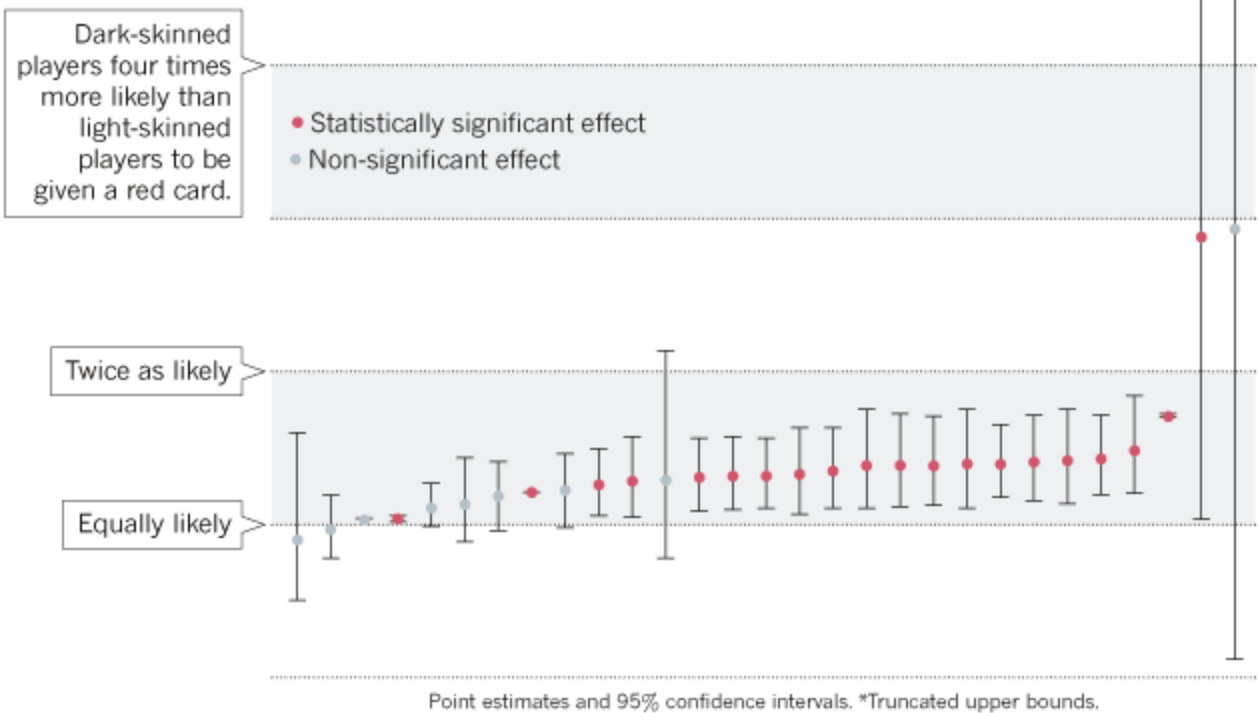 Dark-skinned
players four times
more likely than
light-skinned
players to be
given a red card.
Statistically significant effect
Non-significant effect
Twice as likely
Equally likely
Point estimates and 95% confidence intervals. *Truncated upper bounds.